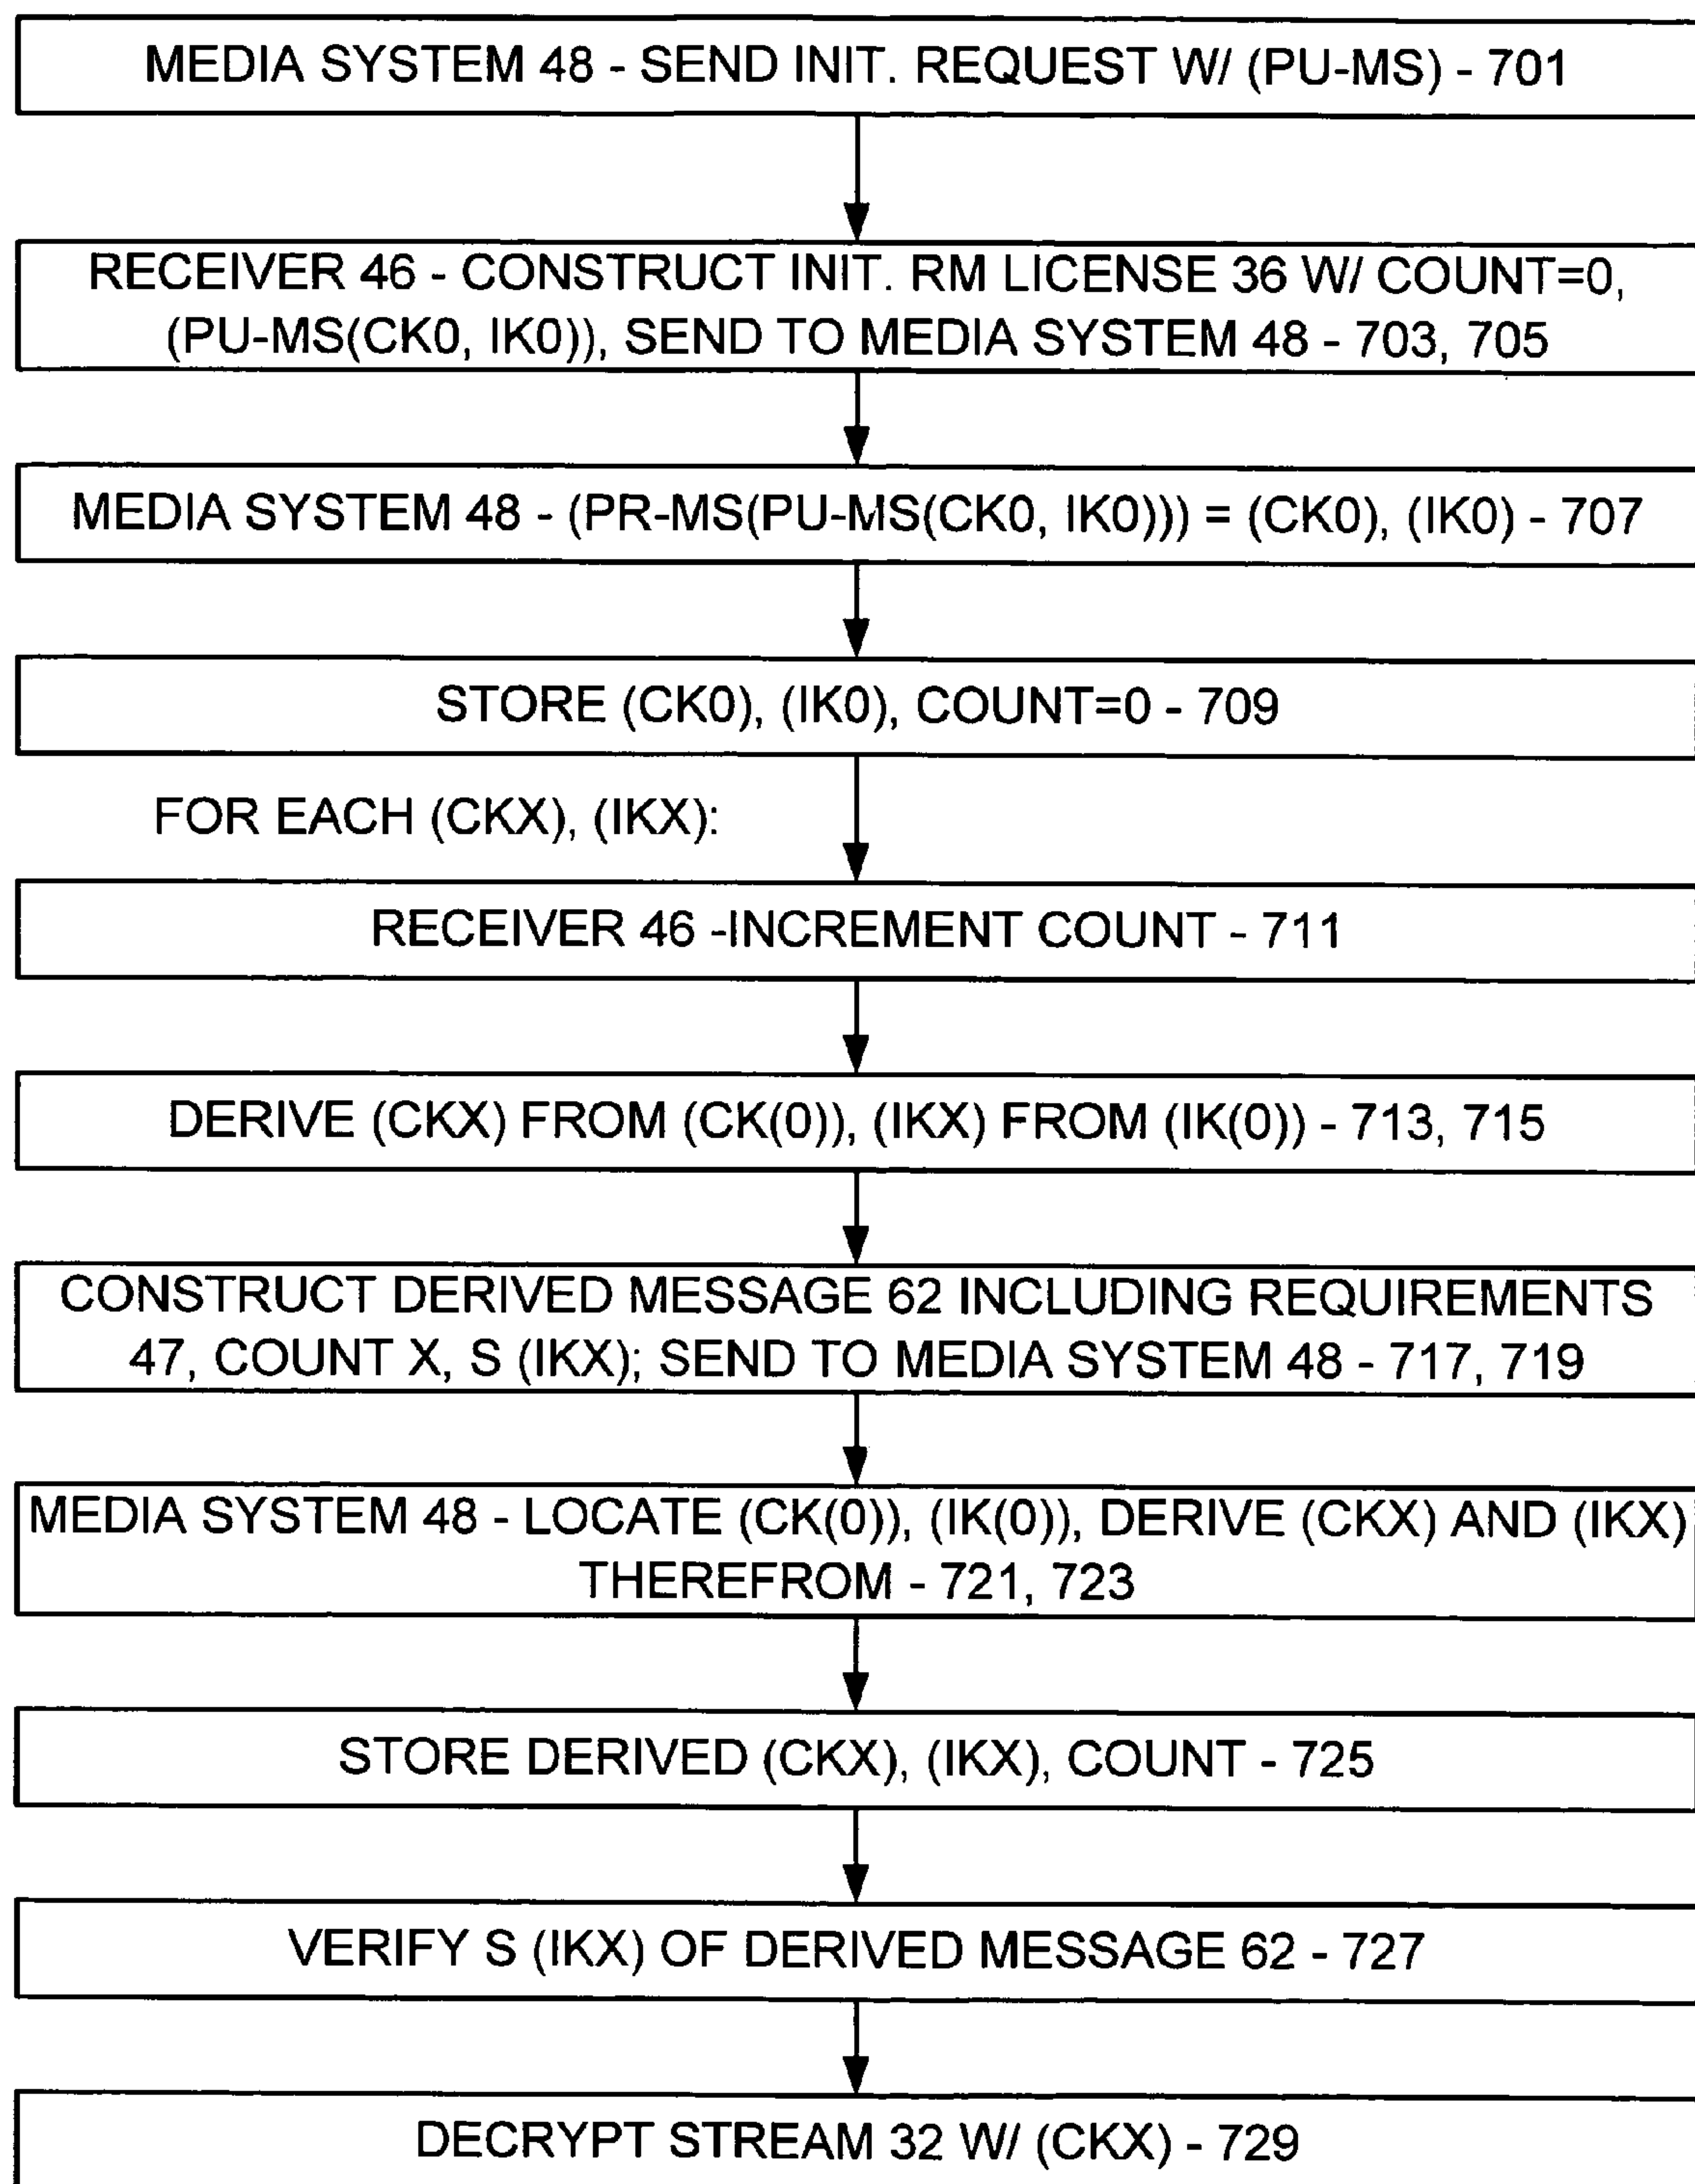 MEDIA SYSTEM 48 - SEND INIT. REQUEST W/ (PU-MS) - 701
RECEIVER 46 - CONSTRUCT INIT. RM LICENSE 36 W/ COUNT=0,
(PU-MS(CK0, IK0)), SEND TO MEDIA SYSTEM 48 - 703, 705
MEDIA SYSTEM 48 - (PR-MS(PU-MS(CK0, IK0))) = (CK0), (IK0) - 707
STORE (CK0), (IK0), COUNT=0 - 709
FOR EACH (CKX), (IKX):
RECEIVER 46 -INCREMENT COUNT - 711
DERIVE (CKX) FROM (CK(0)), (IKX) FROM (IK(0)) - 713, 715
CONSTRUCT DERIVED MESSAGE 62 INCLUDING REQUIREMENTS
47, COUNT X, S (IKX); SEND TO MEDIA SYSTEM 48 - 717, 719
MEDIA SYSTEM 48 - LOCATE (CK(0)), (IK(0)), DERIVE (CKX) AND (IKX)
THEREFROM - 721, 723
STORE DERIVED (CKX), (IKX), COUNT - 725
VERIFY S (IKX) OF DERIVED MESSAGE 62 - 727
DECRYPT STREAM 32 W/ (CKX) - 729